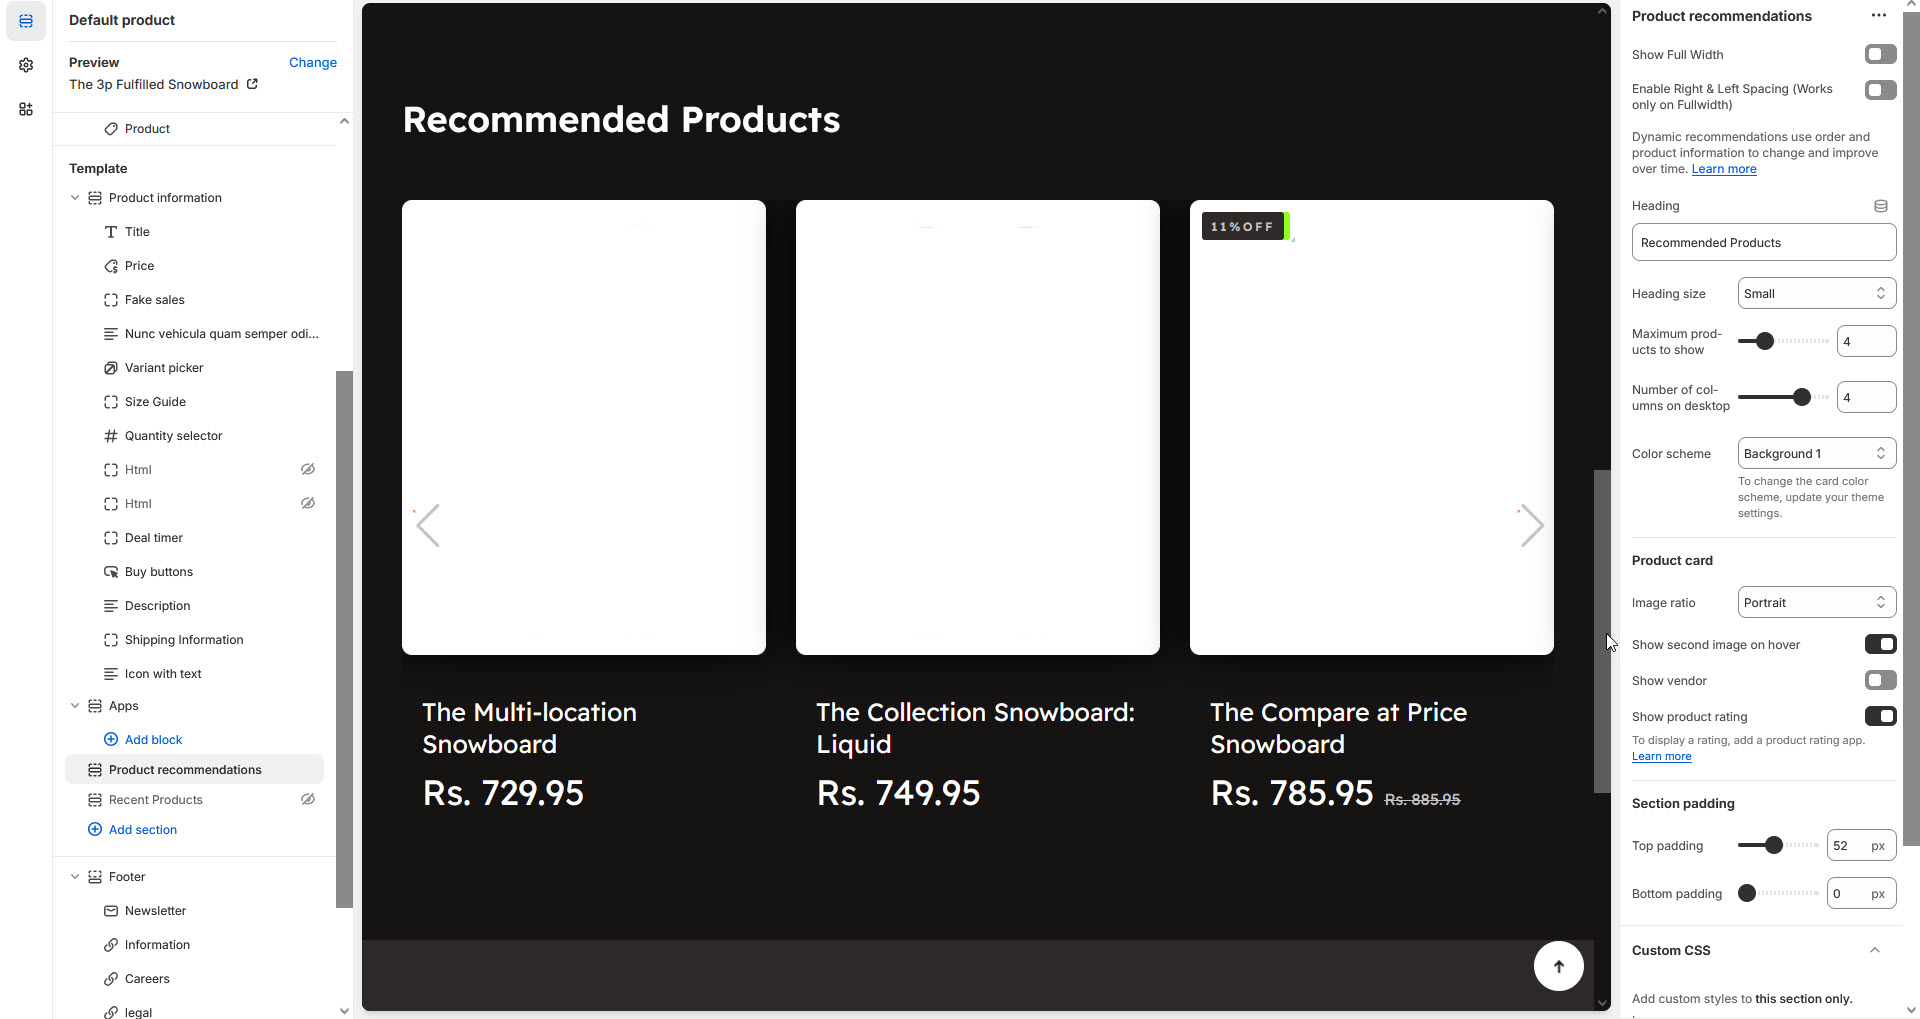 Default product
Preview
Change
The 3p Fulfilled Snowboard
Product
Template
Product information
Title
Price
Fake sales
Nunc vehicula quam semper odi...
Variant picker
Size Guide
Quantity selector
Html
Html
Deal timer
Buy buttons
Description
Shipping Information
Icon with text
Apps
Add block
Product recommendations
Recent Products
Add section
Footer
Newsletter
Information
Careers
legal
Recommended Products
11%OFF
The Multi-location
Snowboard
Rs. 729.95
The Collection Snowboard:
Liquid
Rs. 749.95
The Compare at Price
Snowboard
Rs. 785.95 Rs. 885.95
Product recommendations
Show Full Width
Enable Right & Left Spacing (Works
only on Fullwidth)
Dynamic recommendations use order and
product information to change and improve
over time. Learn more
Heading
Recommended Products
Heading size
Small
Maximum prod-
ucts to show
4
Number of col-
umns on desktop
4
Color scheme
Background 1
To change the card color
scheme, update your theme
settings.
Product card
Image ratio
Portrait
Show second image on hover
Show vendor
Show product rating
To display a rating, add a product rating app.
Learn more
Section padding
Top padding
52 px
Bottom padding
0 px
Custom CSS
Add custom styles to this section only.